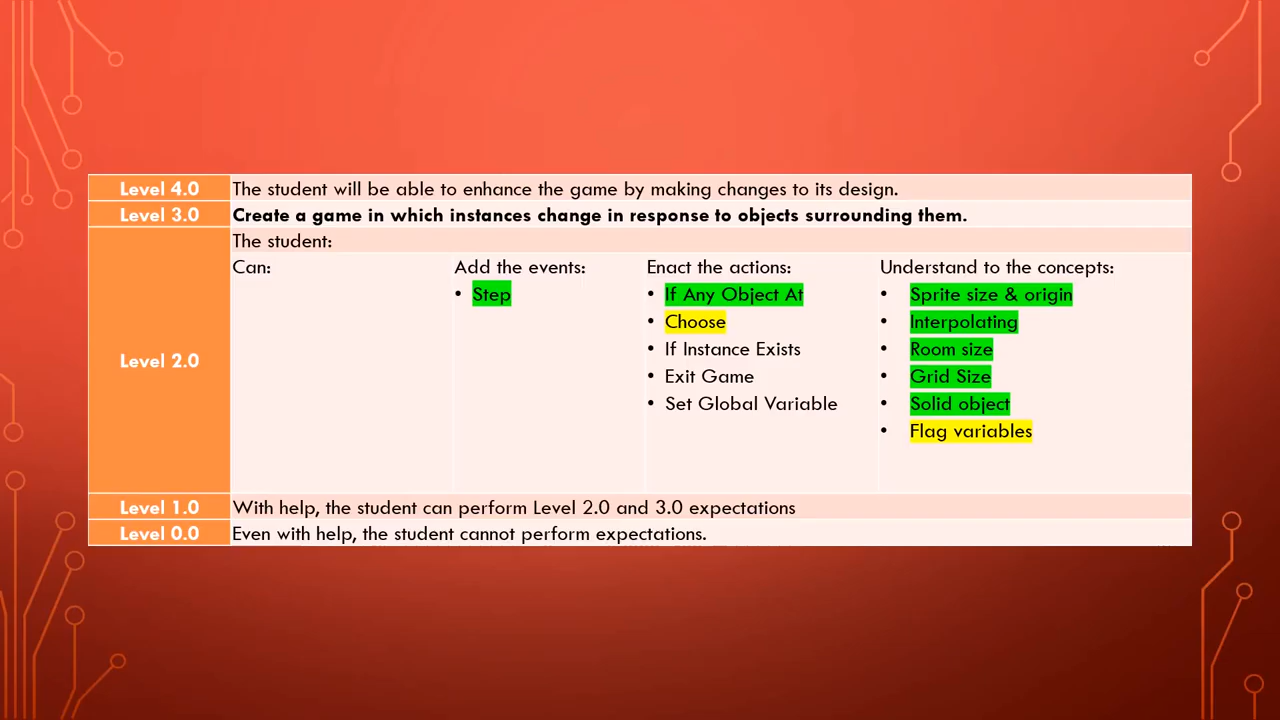 Level 4.0 The student will be able to enhance the game by making changes to its design.
Level 3.0 Create a game in which instances change in response to objects surrounding them.
Level 2.0
The student:
Can:
Add the events:
• Step
Enact the actions:
• If Any Object At
• Choose
• If Instance Exists
• Exit Game
• Set Global Variable
Understand to the concepts:
• Sprite size & origin
• Interpolating
• Room size
• Grid Size
• Solid object
• Flag variables
Level 1.0 With help, the student can perform Level 2.0 and 3.0 expectations
Level 0.0 Even with help, the student cannot perform expectations.